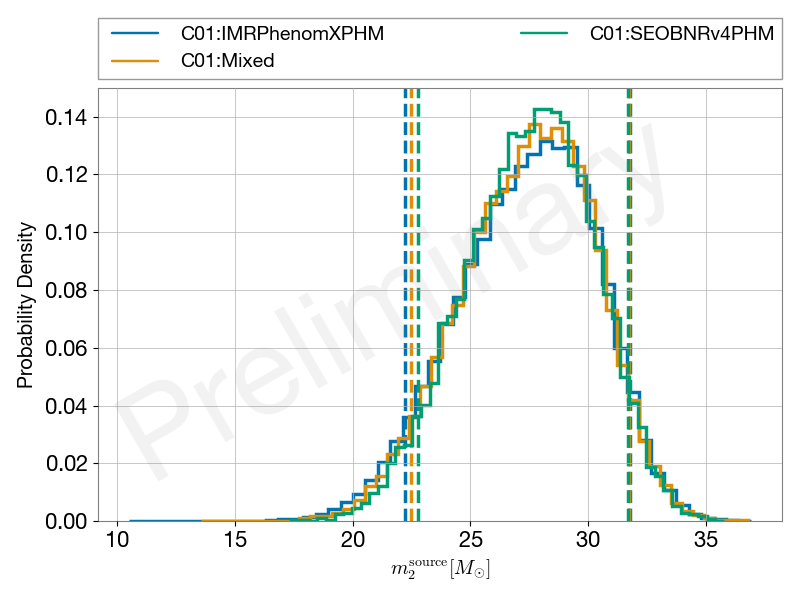 C01:IMRPhenomXPHM C01:SEOBNRv4PHM
C01:Mixed
Preliminary
Probability Density
0.14
0.12
0.10
0.08
0.06
0.04
0.02
0.00
10 15 20 25 30 35
m₂^source [M⊙]